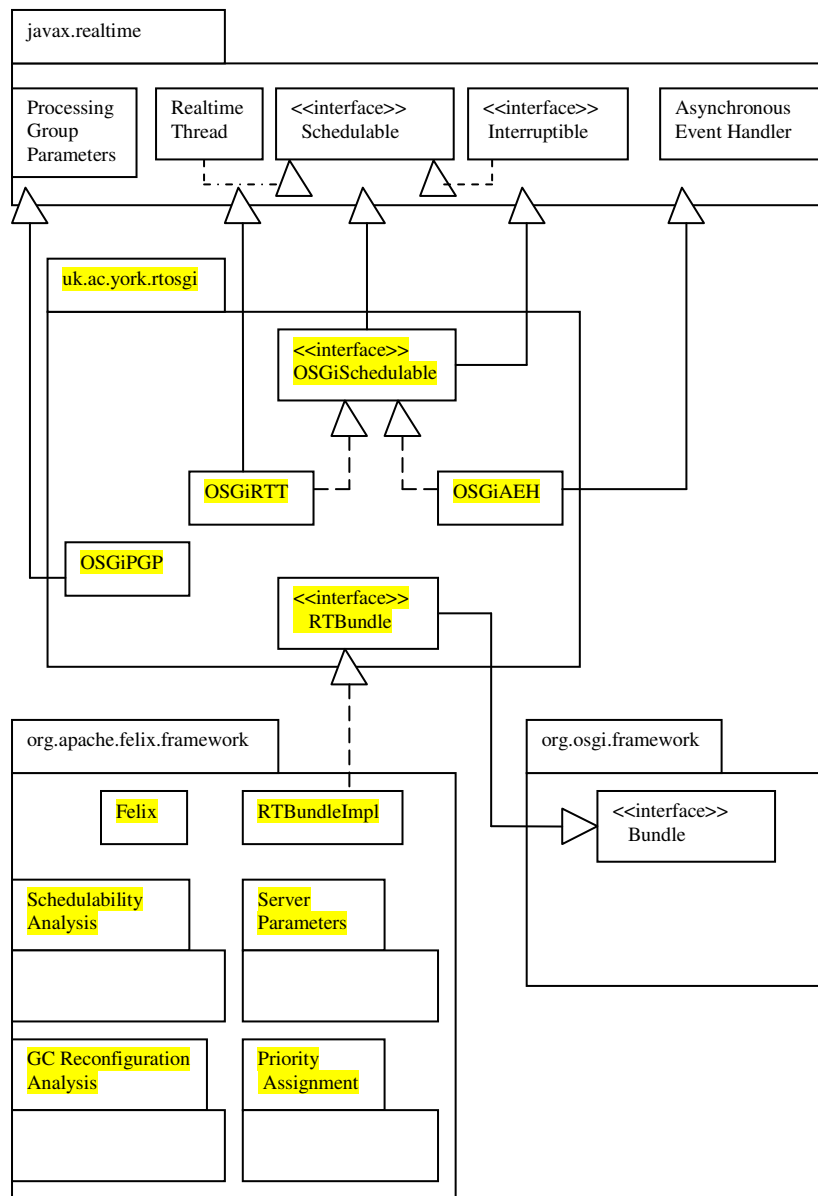 javax.realtime
Processing
Group
Parameters
Realtime
Thread
<<interface>>
Schedulable
<<interface>>
Interruptible
Asynchronous
Event Handler
uk.ac.york.rtosgi
<<interface>>
OSGiSchedulable
OSGiRTT
OSGiAEH
OSGiPGP
<<interface>>
RTBundle
org.apache.felix.framework
org.osgi.framework
Felix
RTBundleImpl
<<interface>>
Bundle
Schedulability
Analysis
Server
Parameters
GC Reconfiguration
Analysis
Priority
Assignment